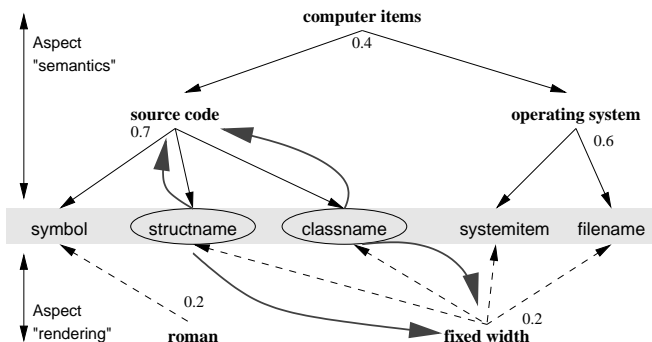 computer items
0.4
Aspect
"semantics"
source code
0.7
operating system
0.6
symbol
structname
classname
systemitem
filename
Aspect
"rendering"
0.2
roman
0.2
fixed width